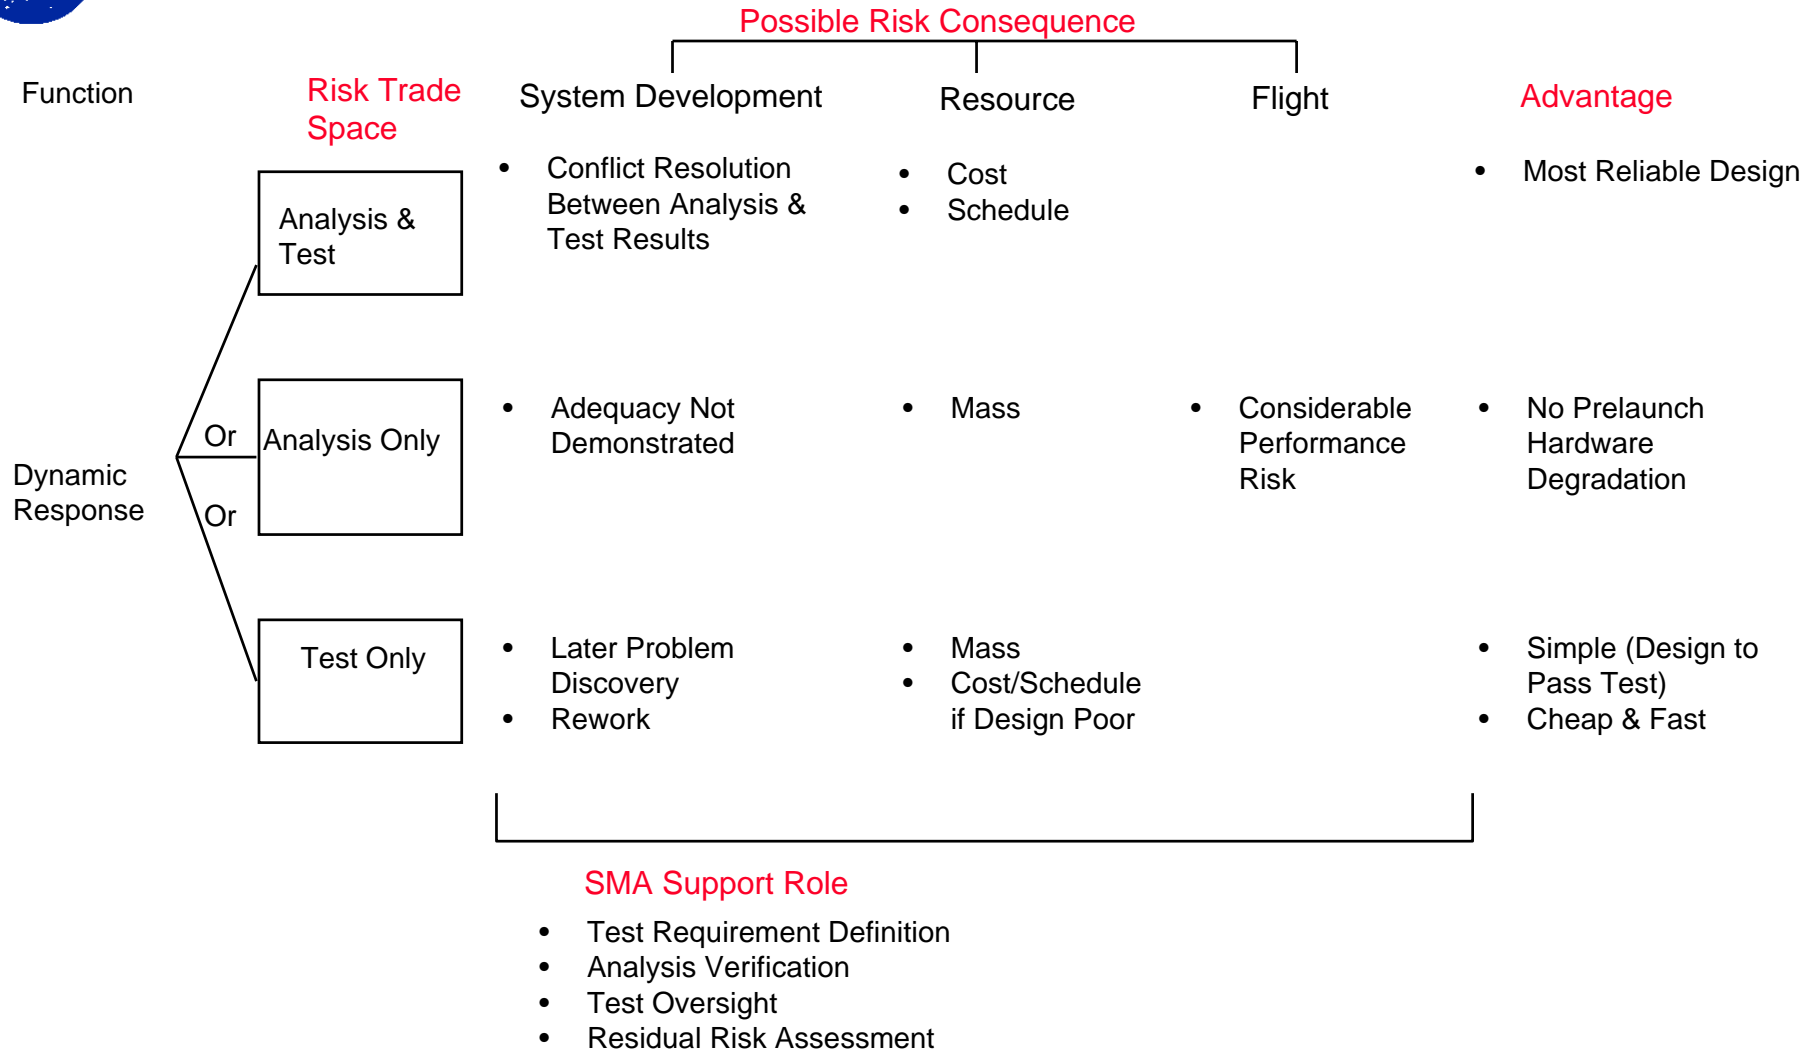 Possible Risk Consequence
Function
Risk Trade
Space
System Development
Resource
Flight
Advantage
Analysis &
Test
• Conflict Resolution
Between Analysis &
Test Results
• Cost
• Schedule
• Most Reliable Design
Dynamic
Response
Or
Or
Analysis Only
• Adequacy Not
Demonstrated
• Mass
• Considerable
Performance
Risk
• No Prelaunch
Hardware
Degradation
Test Only
• Later Problem
Discovery
• Rework
• Mass
• Cost/Schedule
if Design Poor
• Simple (Design to
Pass Test)
• Cheap & Fast
SMA Support Role
• Test Requirement Definition
• Analysis Verification
• Test Oversight
• Residual Risk Assessment